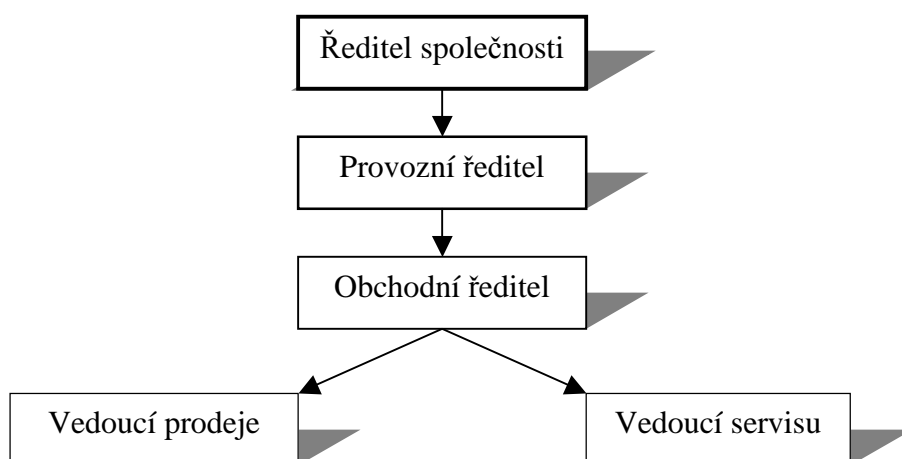 Ředitel společnosti
Provozní ředitel
Obchodní ředitel
Vedoucí prodeje
Vedoucí servisu